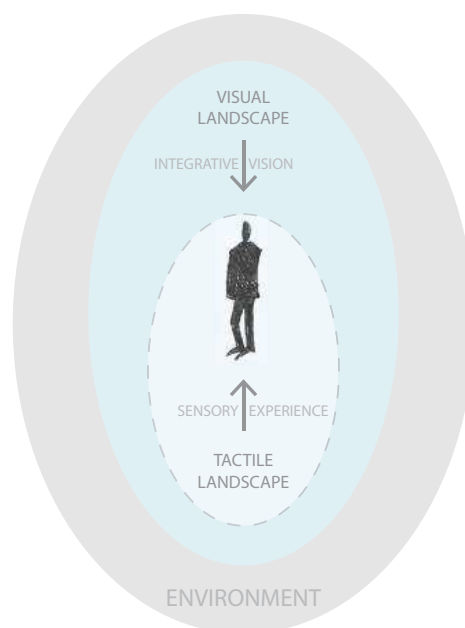 VISUAL
LANDSCAPE
INTEGRATIVE VISION
SENSORY EXPERIENCE
TACTILE
LANDSCAPE
ENVIRONMENT